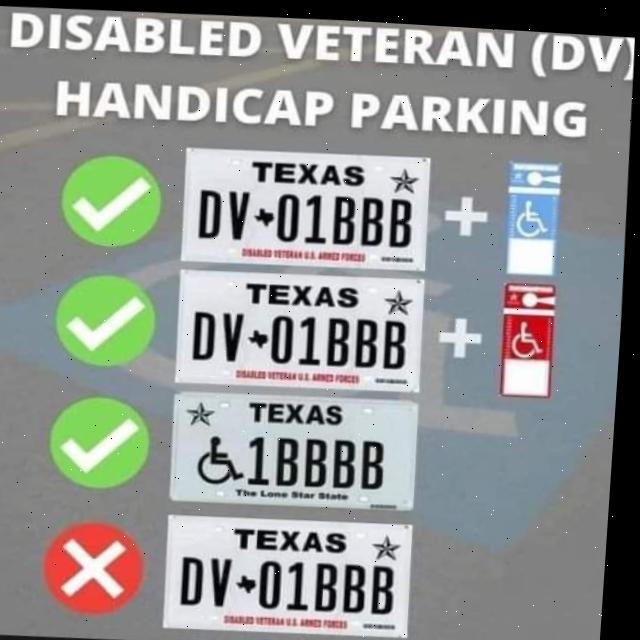 DISABLED VETERAN (DV)
HANDICAP PARKING
TEXAS
DV 01BBB
DISABLED VETERAN U.S. ARMED FORCES
TEXAS
DV 01BBB
DISABLED VETERAN U.S. ARMED FORCES
TEXAS
1BBBB
The Lone Star State
TEXAS
DV 01BBB
DISABLED VETERAN U.S. ARMED FORCES